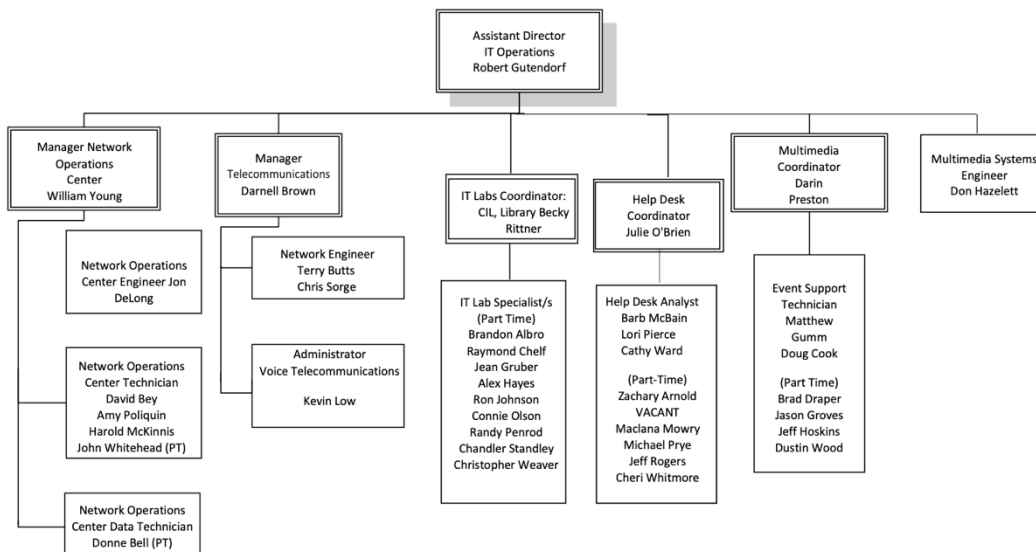 Assistant Director
IT Operations
Robert Gutendorf
Manager Network
Operations
Center
William Young
Manager
Telecommunications
Darnell Brown
IT Labs Coordinator:
CIL, Library Becky
Rittner
Help Desk
Coordinator
Julie O'Brien
Multimedia
Coordinator
Darin
Preston
Multimedia Systems
Engineer
Don Hazelett
Network Operations
Center Engineer Jon
DeLong
Network Operations
Center Technician
David Bey
Amy Poliquin
Harold McKinnis
John Whitehead (PT)
Network Operations
Center Data Technician
Donne Bell (PT)
Network Engineer
Terry Butts
Chris Sorge
Administrator
Voice Telecommunications
Kevin Low
IT Lab Specialist/s
(Part Time)
Brandon Albro
Raymond Chelf
Jean Gruber
Alex Hayes
Ron Johnson
Connie Olson
Randy Penrod
Chandler Standley
Christopher Weaver
Help Desk Analyst
Barb McBain
Lori Pierce
Cathy Ward
(Part-Time)
Zachary Arnold
VACANT
Maclana Mowry
Michael Prye
Jeff Rogers
Cheri Whitmore
Event Support
Technician
Matthew
Gumm
Doug Cook
(Part Time)
Brad Draper
Jason Groves
Jeff Hoskins
Dustin Wood